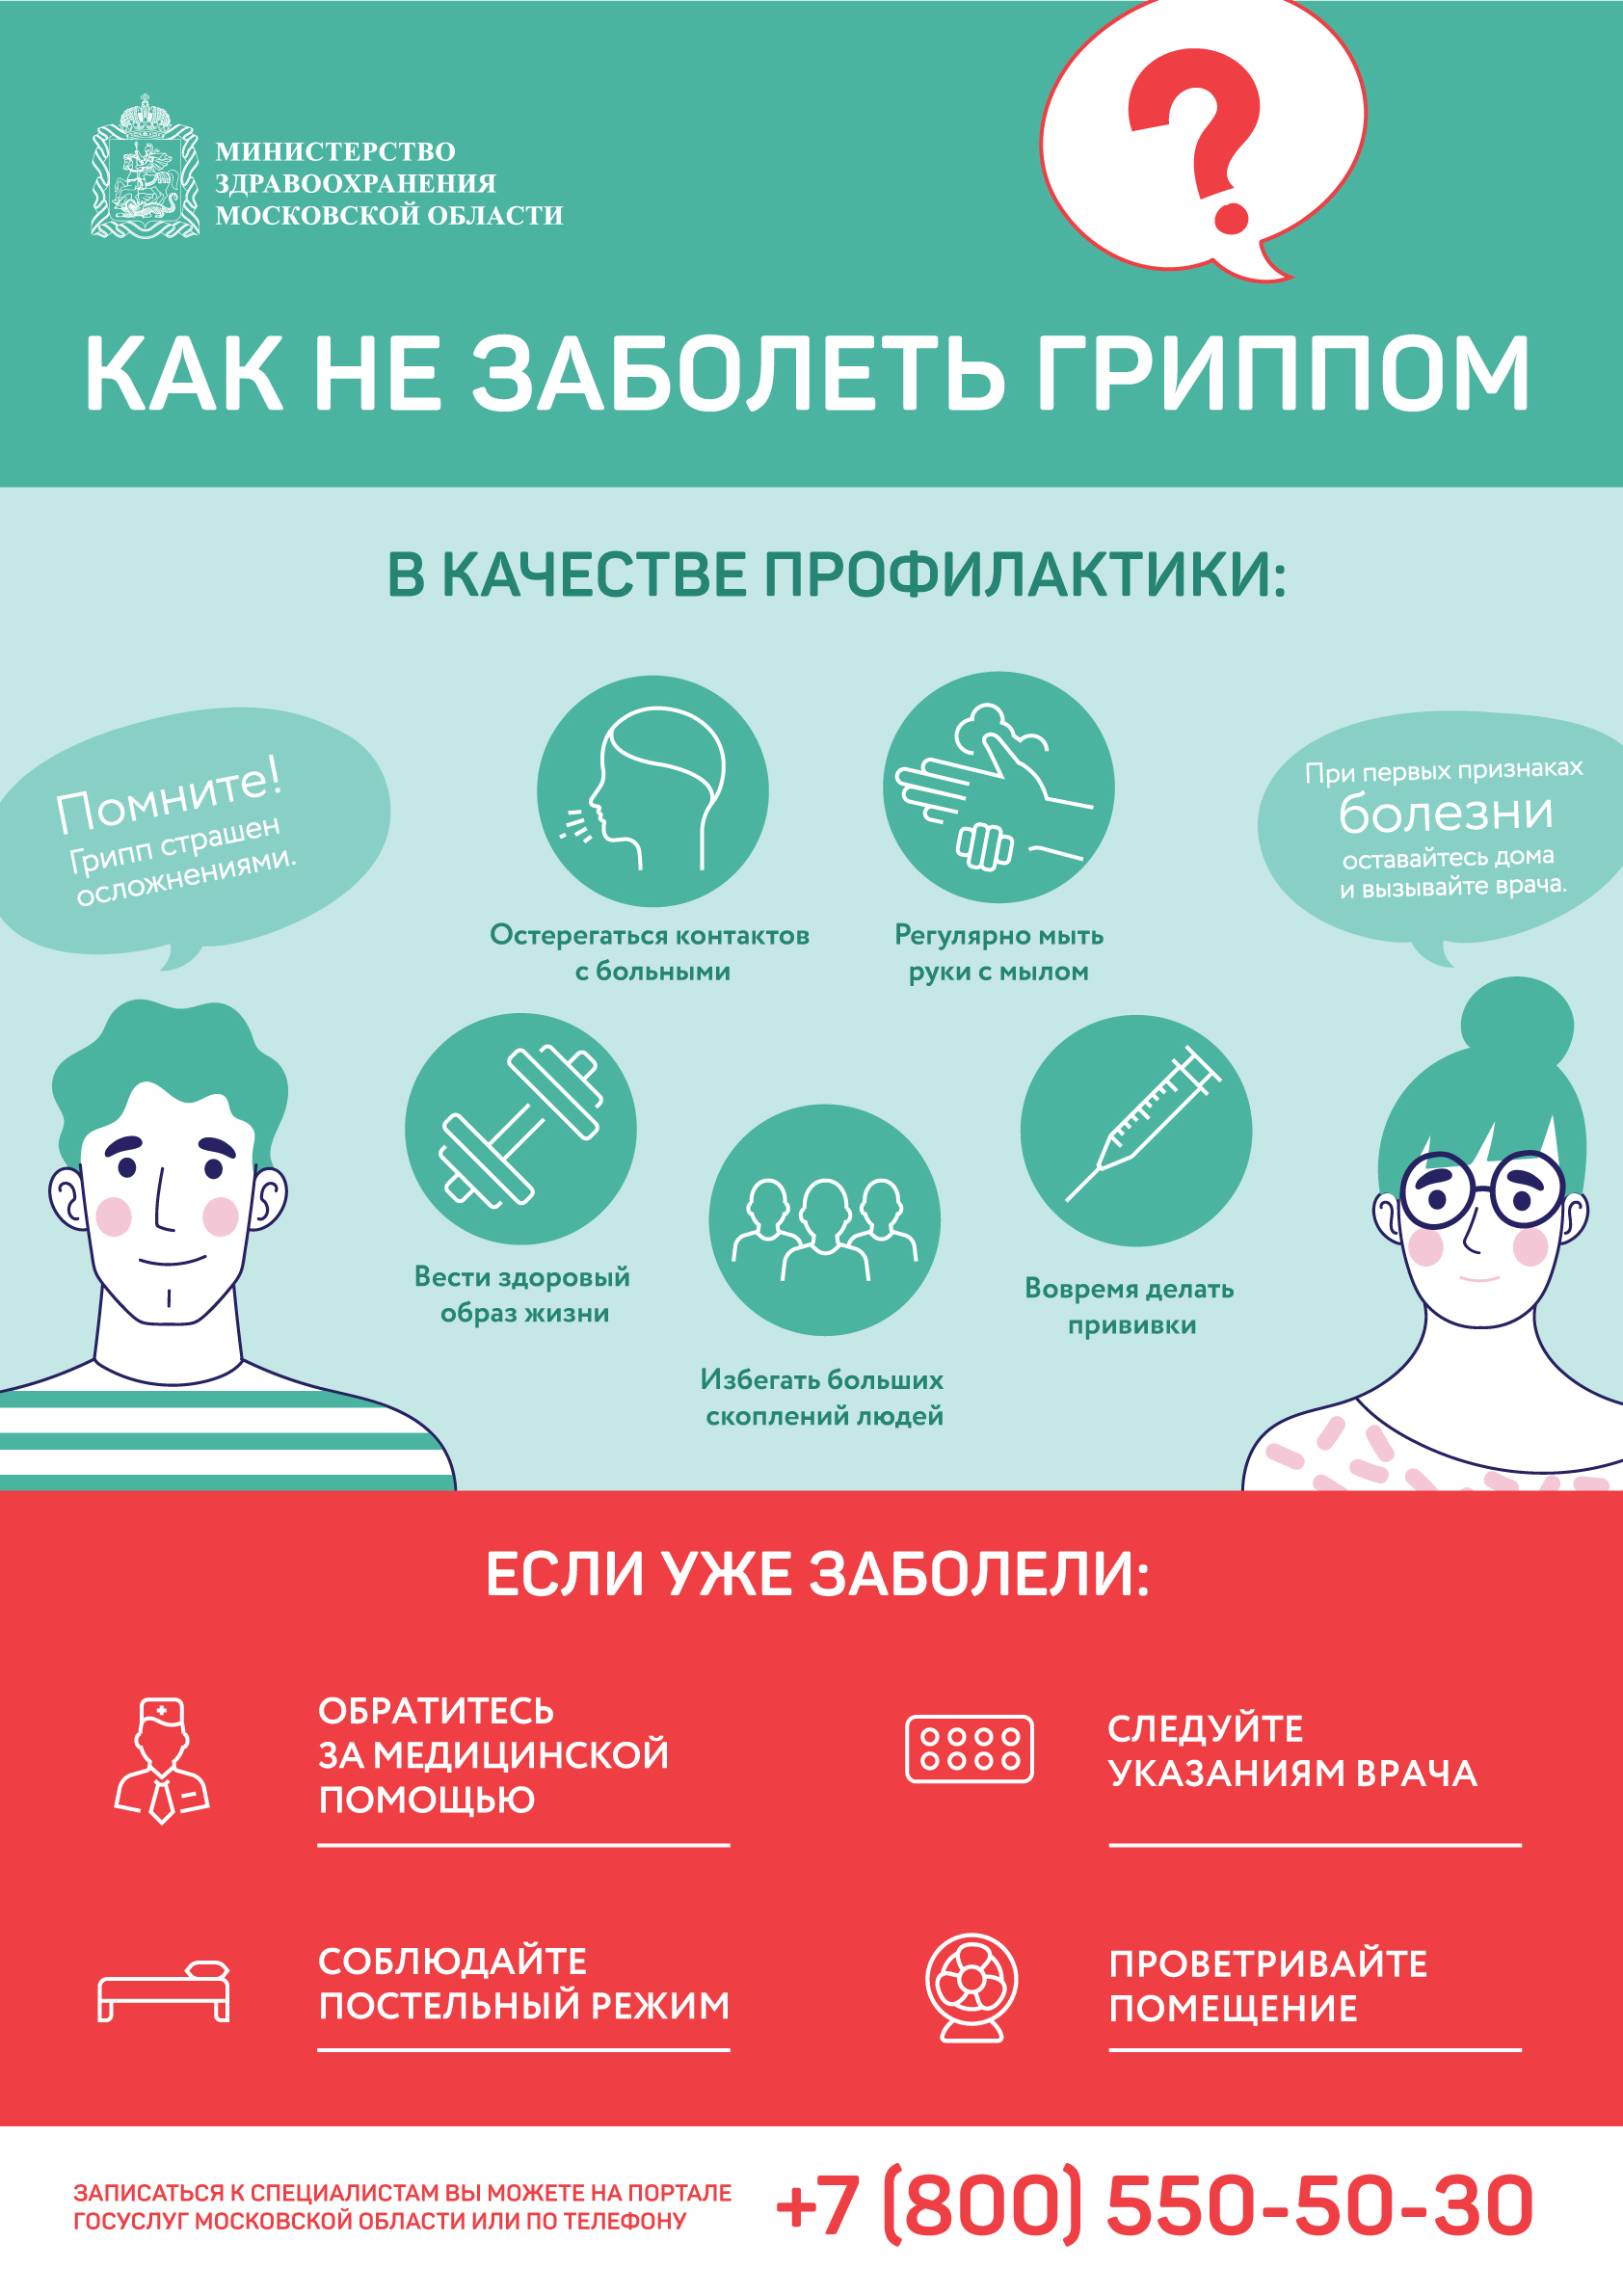 МИНИСТЕРСТВО
ЗДРАВООХРАНЕНИЯ
МОСКОВСКОЙ ОБЛАСТИ
?
КАК НЕ ЗАБОЛЕТЬ ГРИППОМ
В КАЧЕСТВЕ ПРОФИЛАКТИКИ:
Помните!
Грипп страшен
осложнениями.
При первых признаках
болезни
оставайтесь дома
и вызывайте врача.
Остерегаться контактов
с больными
Регулярно мыть
руки с мылом
Вести здоровый
образ жизни
Избегать больших
скоплений людей
Вовремя делать
прививки
ЕСЛИ УЖЕ ЗАБОЛЕЛИ:
ОБРАТИТЕСЬ
ЗА МЕДИЦИНСКОЙ
ПОМОЩЬЮ
СЛЕДУЙТЕ
УКАЗАНИЯМ ВРАЧА
СОБЛЮДАЙТЕ
ПОСТЕЛЬНЫЙ РЕЖИМ
ПРОВЕТРИВАЙТЕ
ПОМЕЩЕНИЕ
ЗАПИСАТЬСЯ К СПЕЦИАЛИСТАМ ВЫ МОЖЕТЕ НА ПОРТАЛЕ
ГОСУСЛУГ МОСКОВСКОЙ ОБЛАСТИ ИЛИ ПО ТЕЛЕФОНУ
+7 (800) 550-50-30